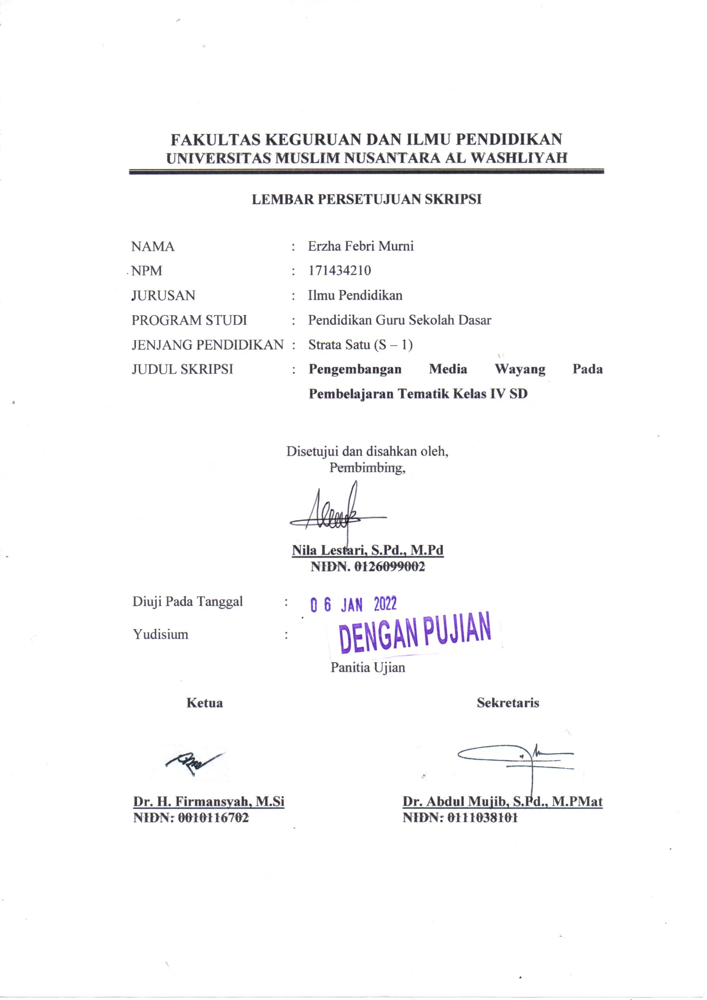 FAKULTAS KEGURUAN DAN ILMU PENDIDIKAN
UNIVERSITAS MUSLIM NUSANTARA AL WASHLIYAH
LEMBAR PERSETUJUAN SKRIPSI
NAMA : Erzha Febri Murni
NPM : 171434210
JURUSAN : Ilmu Pendidikan
PROGRAM STUDI : Pendidikan Guru Sekolah Dasar
JENJANG PENDIDIKAN : Strata Satu (S – 1)
JUDUL SKRIPSI : Pengembangan Media Wayang Pada
Pembelajaran Tematik Kelas IV SD
Disetujui dan disahkan oleh,
Pembimbing,
Nila Lestari, S.Pd., M.Pd
NIDN. 0126099002
Diuji Pada Tanggal : 06 JAN 2022
Yudisium : DENGAN PUJIAN
Panitia Ujian
Ketua Sekretaris
Dr. H. Firmansyah, M.Si Dr. Abdul Mujib, S.Pd., M.PMat
NIDN: 0010116702 NIDN: 0111038101